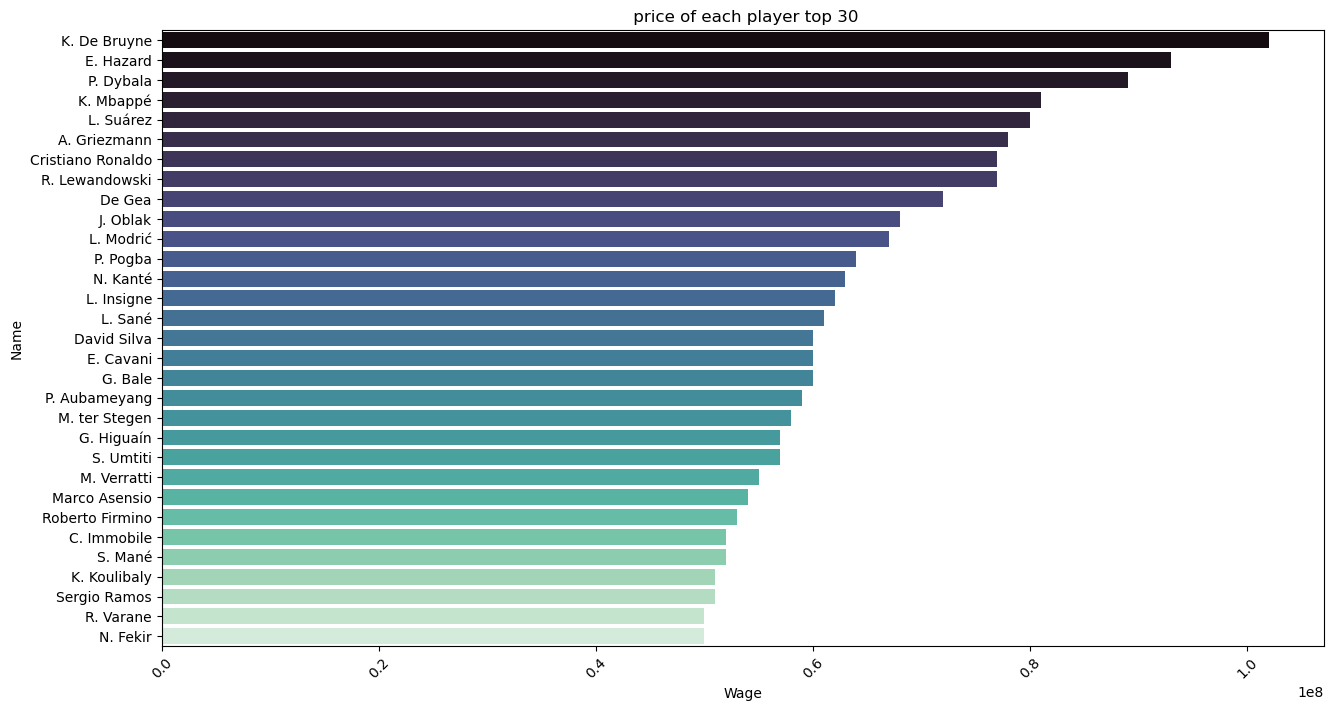 price of each player top 30
K. De Bruyne
E. Hazard
P. Dybala
K. Mbappé
L. Suárez
A. Griezmann
Cristiano Ronaldo
R. Lewandowski
De Gea
J. Oblak
L. Modrić
P. Pogba
N. Kanté
L. Insigne
L. Sané
David Silva
E. Cavani
G. Bale
P. Aubameyang
M. ter Stegen
G. Higuaín
S. Umtiti
M. Verratti
Marco Asensio
Roberto Firmino
C. Immobile
S. Mané
K. Koulibaly
Sergio Ramos
R. Varane
N. Fekir
Name
0.0 0.2 0.4 0.6 0.8 1.0
Wage
1e8